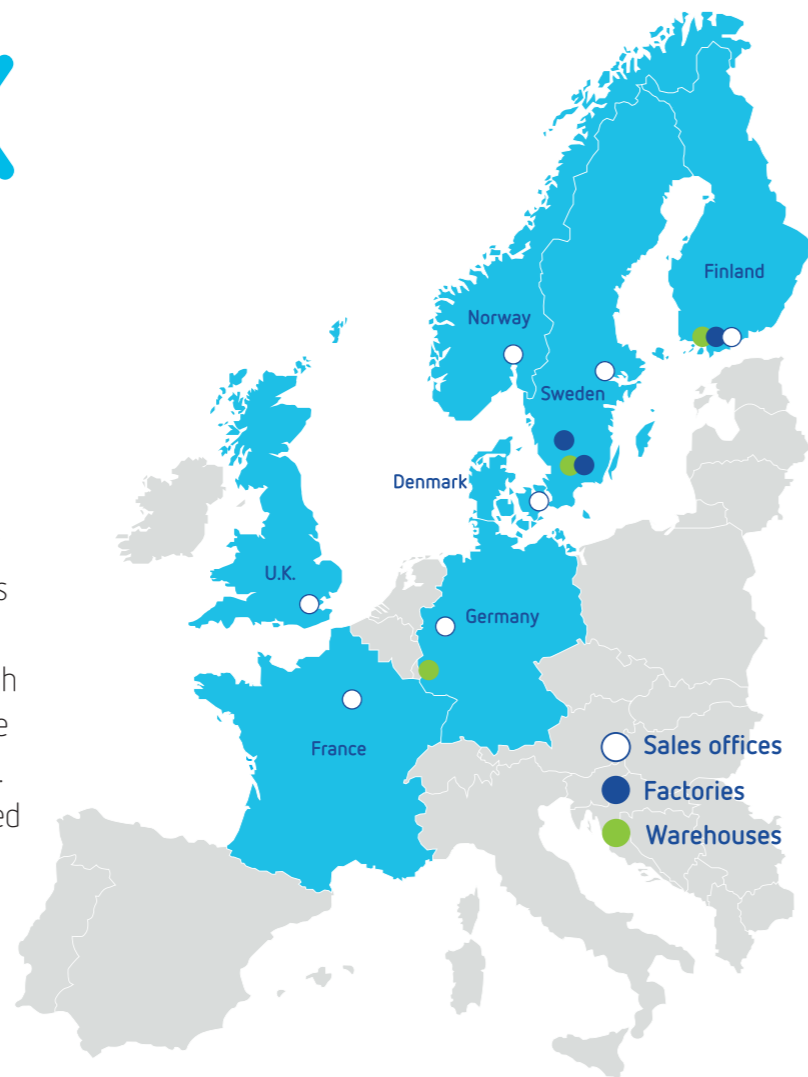 Finland
Norway
Sweden
Denmark
U.K.
Germany
France
Sales offices
Factories
Warehouses